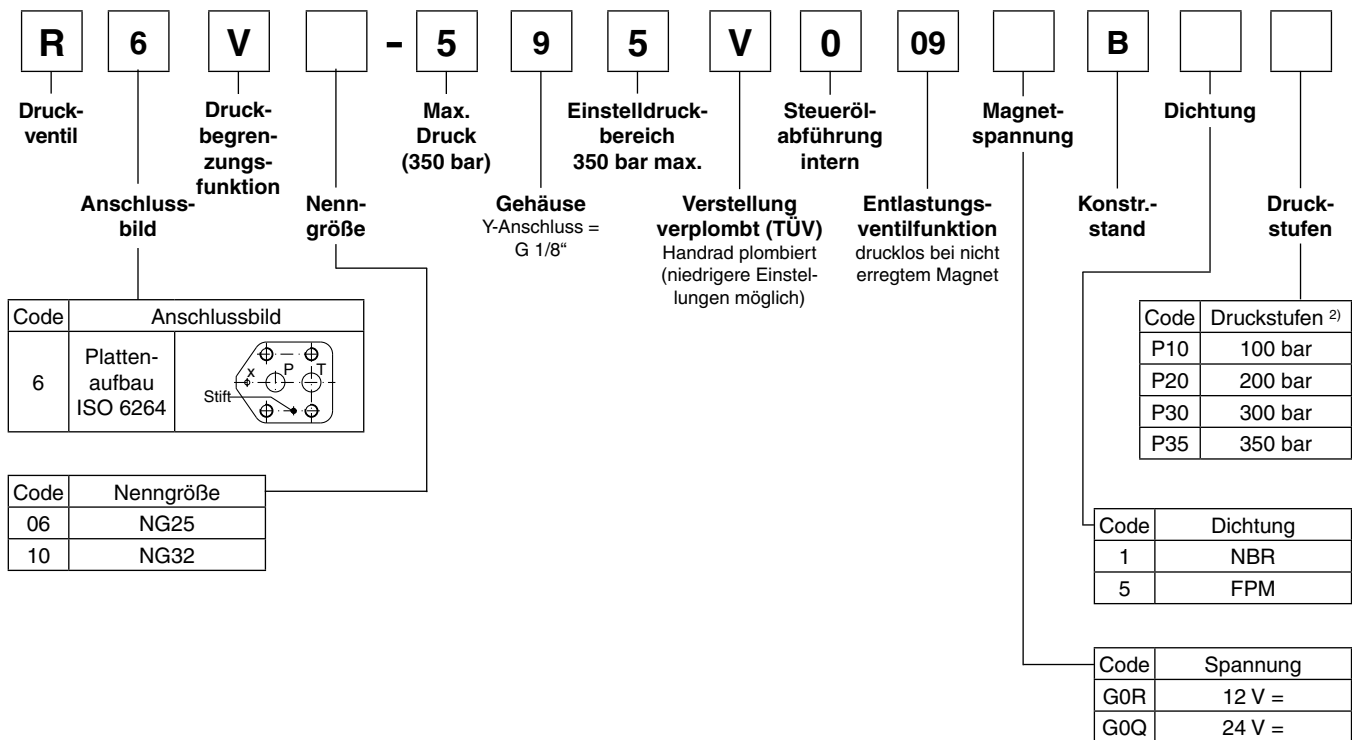 R 6 V - 5 9 5 V 0 09 B
Druck-
ventil
Druck-
begren-
zungs-
funktion
Max.
Druck
(350 bar)
Einstelldruck-
bereich
350 bar max.
Steueröl-
abführung
intern
Magnet-
spannung
Dichtung
Anschluss-
bild
Nenn-
größe
Gehäuse
Y-Anschluss =
G 1/8“
Verstellung
verplombt (TÜV)
Handrad plombiert
(niedrigere Einstel-
lungen möglich)
Entlastungs-
ventilfunktion
drucklos bei nicht
erregtem Magnet
Konstr.-
stand
Druck-
stufen
Code Anschlussbild
6 Platten-
aufbau
ISO 6264
x P T
Stift
Code Nenngröße
06 NG25
10 NG32
Code Druckstufen 2)
P10 100 bar
P20 200 bar
P30 300 bar
P35 350 bar
Code Dichtung
1 NBR
5 FPM
Code Spannung
G0R 12 V =
G0Q 24 V =